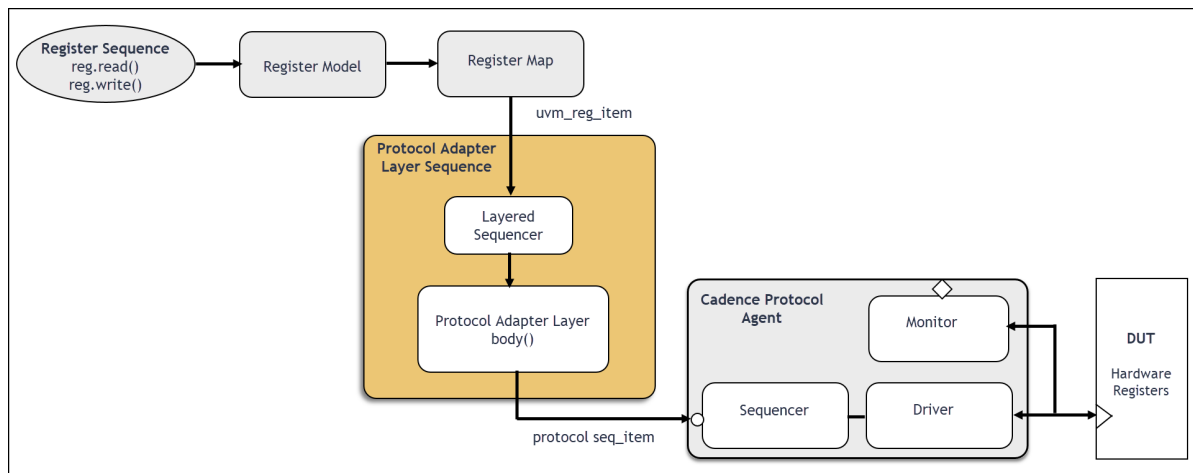 Register Sequence
reg.read()
reg.write()
Register Model
Register Map
uvm_reg_item
Protocol Adapter
Layer Sequence
Layered
Sequencer
Protocol Adapter Layer
body()
protocol seq_item
Cadence Protocol
Agent
Monitor
Sequencer
Driver
DUT
Hardware
Registers